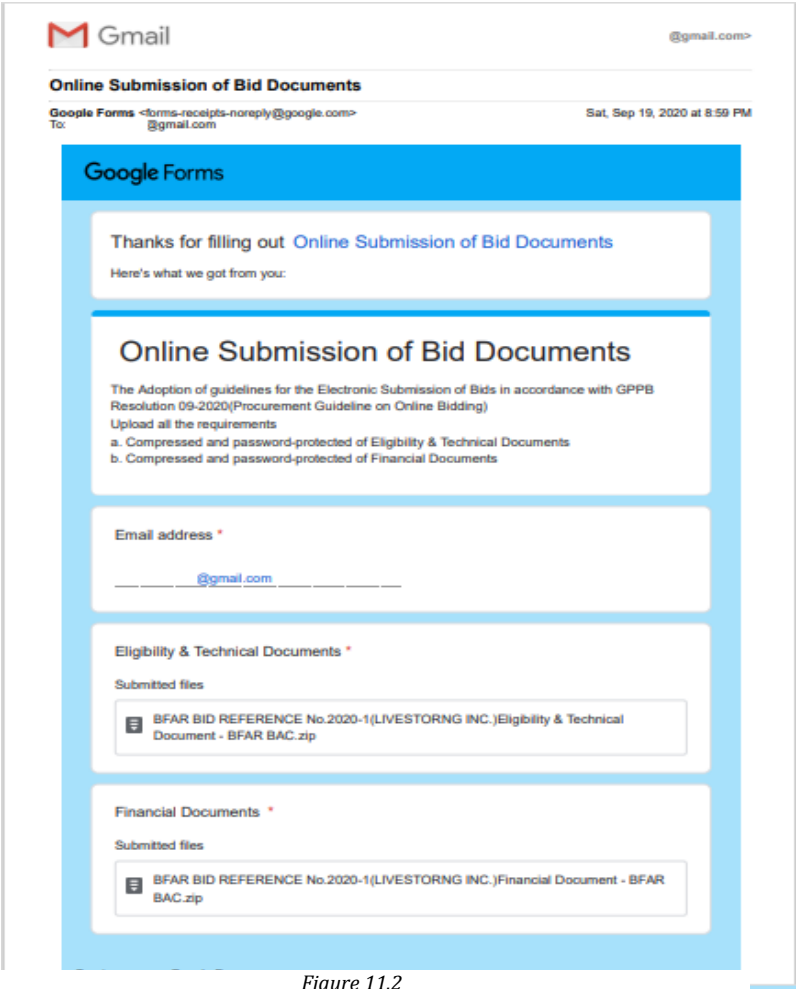 Gmail
@gmail.com>
Online Submission of Bid Documents
Google Forms <forms-receipts-noreply@google.com>
Sat, Sep 19, 2020 at 8:59 PM
To: @gmail.com
Google Forms
Thanks for filling out Online Submission of Bid Documents
Here's what we got from you:
Online Submission of Bid Documents
The Adoption of guidelines for the Electronic Submission of Bids in accordance with GPPB
Resolution 09-2020(Procurement Guideline on Online Bidding)
Upload all the requirements
a. Compressed and password-protected of Eligibility & Technical Documents
b. Compressed and password-protected of Financial Documents
Email address *
@gmail.com
Eligibility & Technical Documents *
Submitted files
BFAR BID REFERENCE No.2020-1(LIVESTORNG INC.)Eligibility & Technical
Document - BFAR BAC.zip
Financial Documents *
Submitted files
BFAR BID REFERENCE No.2020-1(LIVESTORNG INC.)Financial Document - BFAR
BAC.zip
Figure 11.2